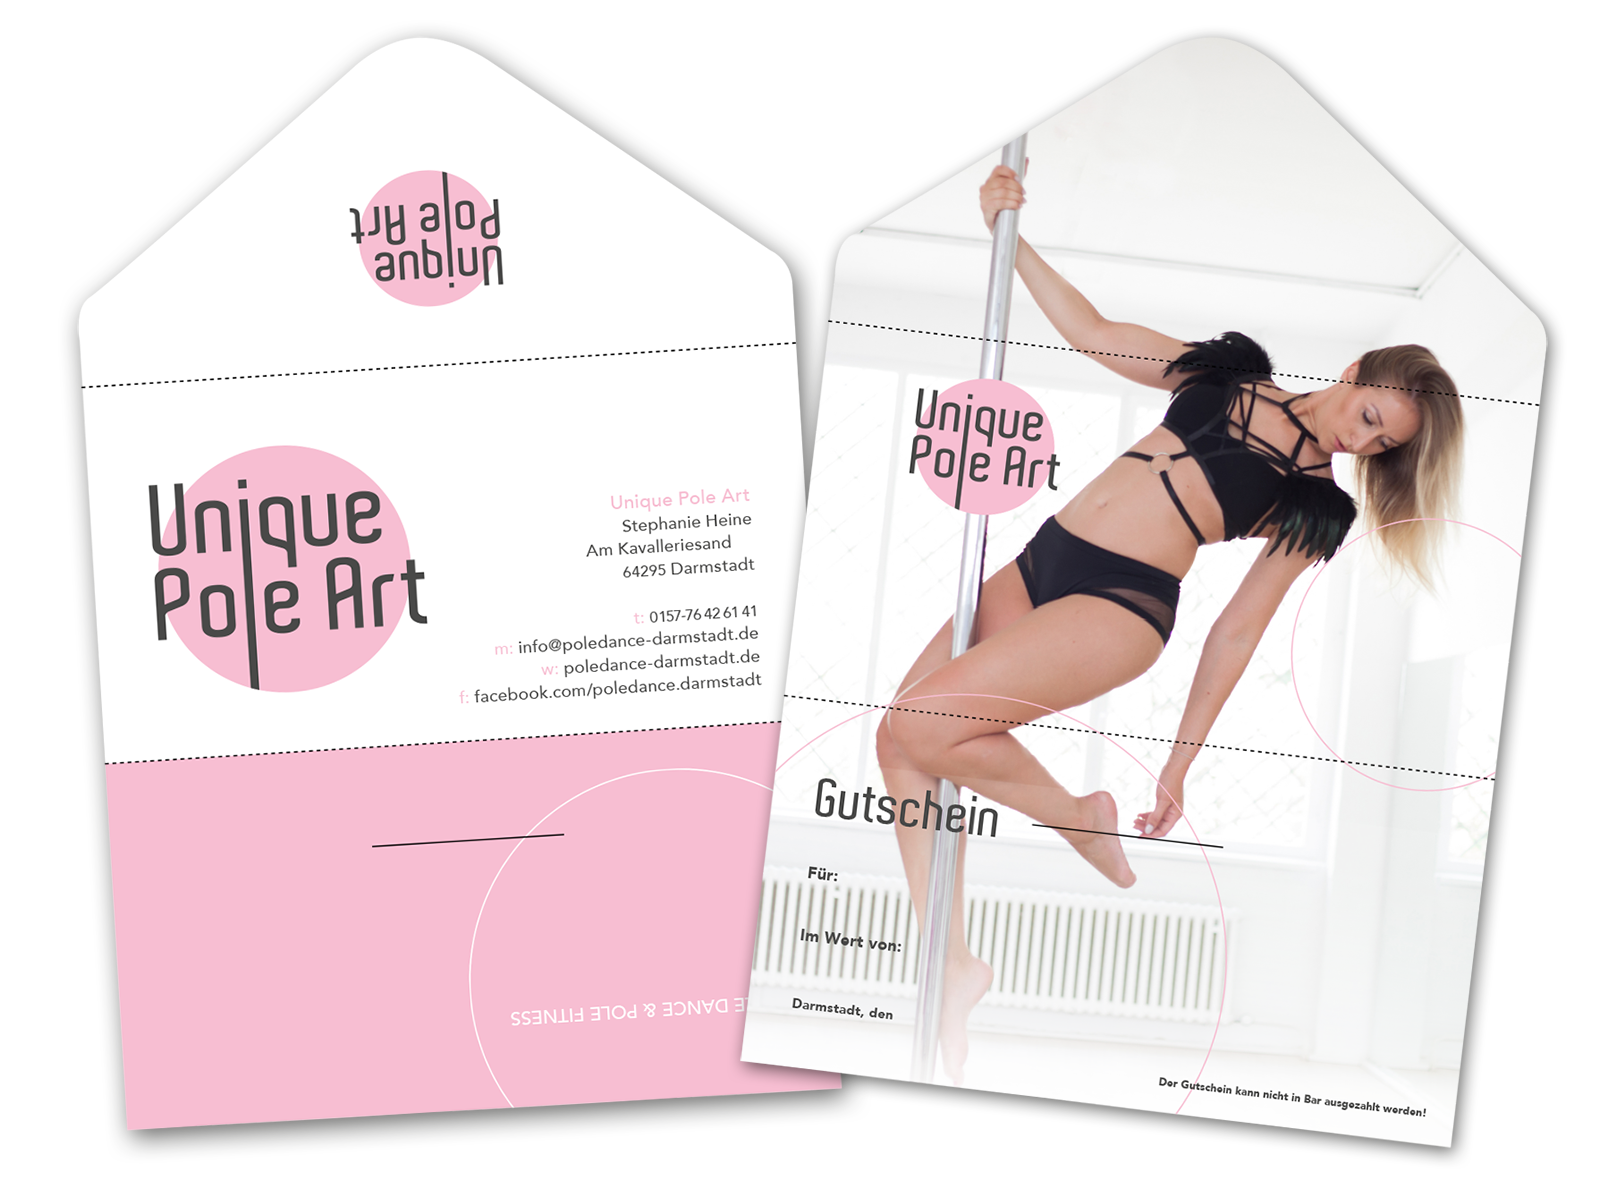 Unique
Pole Art
Unique
Pole Art
Unique Pole Art
Stephanie Heine
Am Kavalleriesand
64295 Darmstadt
t: 0157-76 42 61 41
m: info@poledance-darmstadt.de
w: poledance-darmstadt.de
f: facebook.com/poledance.darmstadt
DANCE & POLE FITNESS
Unique
Pole Art
Gutschein
Für:
Im Wert von:
Darmstadt, den
Der Gutschein kann nicht in Bar ausgezahlt werden!